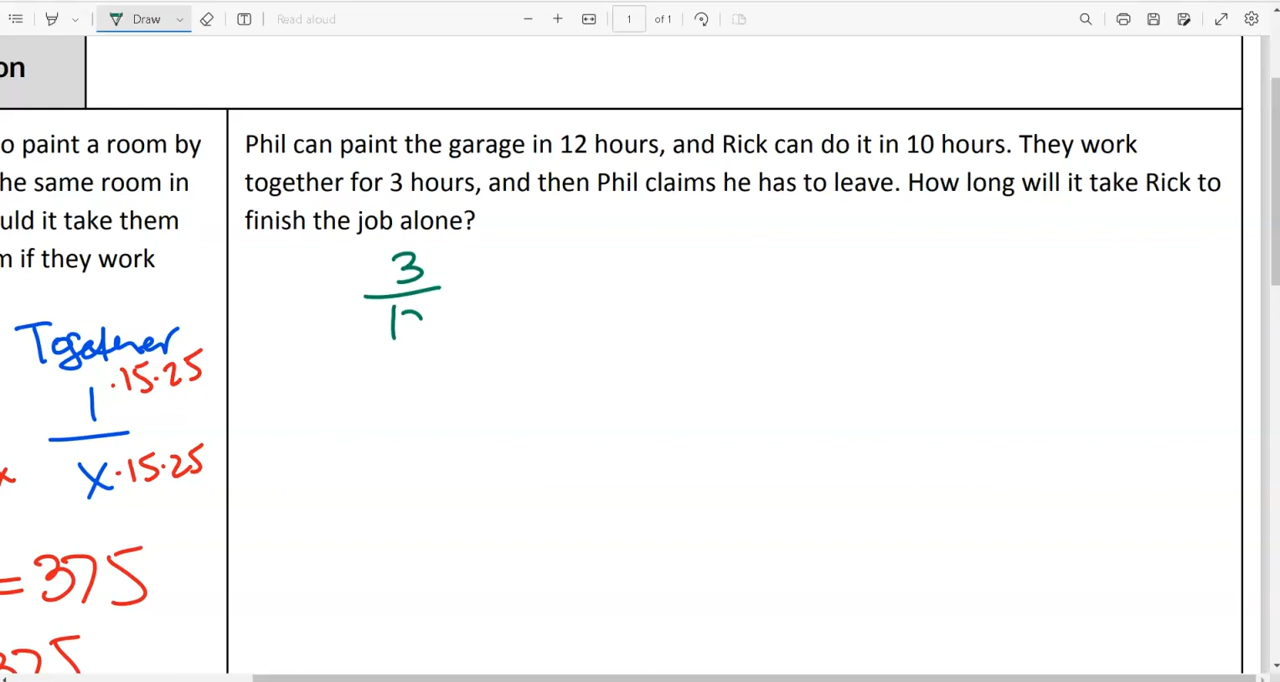 Draw
Read aloud
1 of 1
on
o paint a room by
he same room in
uld it take them
m if they work
Together
1 ·15·25
x ·15·25
x
= 375
375
Phil can paint the garage in 12 hours, and Rick can do it in 10 hours. They work
together for 3 hours, and then Phil claims he has to leave. How long will it take Rick to
finish the job alone?
3